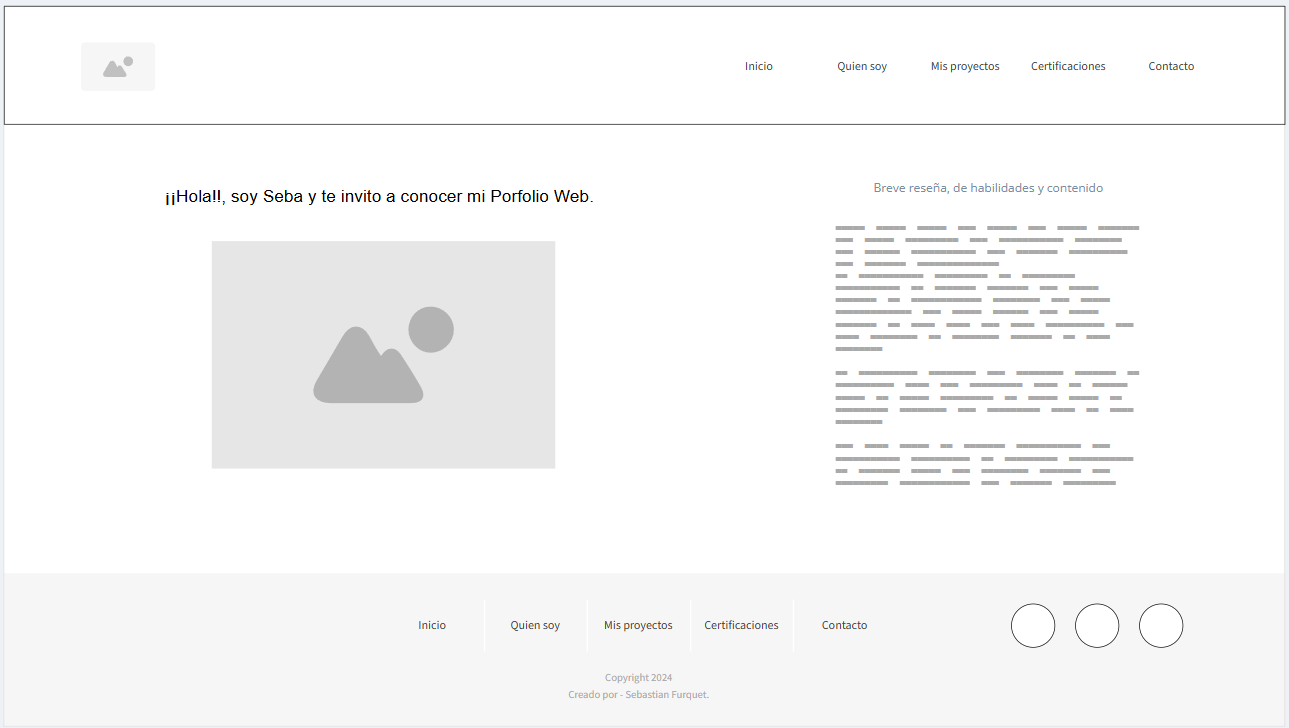 Inicio
Quien soy
Mis proyectos
Certificaciones
Contacto
¡¡Hola!!, soy Seba y te invito a conocer mi Porfolio Web.
Breve reseña, de habilidades y contenido
Inicio
Quien soy
Mis proyectos
Certificaciones
Contacto
Copyright 2024
Creado por - Sebastian Furquet.